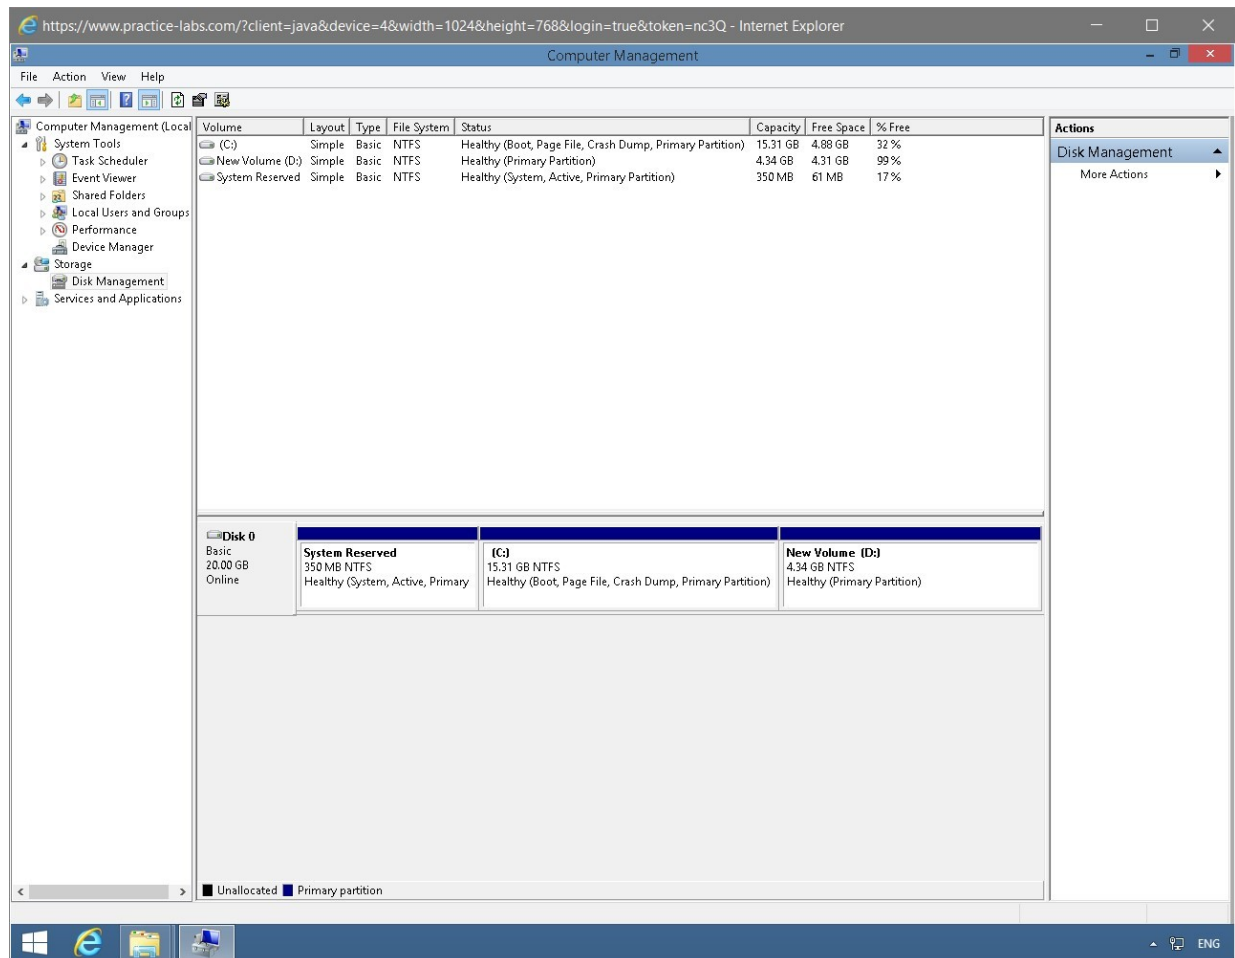 https://www.practice-labs.com/?client=java&device=4&width=1024&height=768&login=true&token=nc3Q - Internet Explorer
Computer Management
File Action View Help
Computer Management (Local
System Tools
Task Scheduler
Event Viewer
Shared Folders
Local Users and Groups
Performance
Device Manager
Storage
Disk Management
Services and Applications
Volume Layout Type File System Status Capacity Free Space % Free
(C:) Simple Basic NTFS Healthy (Boot, Page File, Crash Dump, Primary Partition) 15.31 GB 4.88 GB 32 %
New Volume (D:) Simple Basic NTFS Healthy (Primary Partition) 4.34 GB 4.31 GB 99 %
System Reserved Simple Basic NTFS Healthy (System, Active, Primary Partition) 350 MB 61 MB 17 %
Disk 0
Basic
20.00 GB
Online
System Reserved
350 MB NTFS
Healthy (System, Active, Primary
(C:)
15.31 GB NTFS
Healthy (Boot, Page File, Crash Dump, Primary Partition)
New Volume (D:)
4.34 GB NTFS
Healthy (Primary Partition)
Unallocated Primary partition
Actions
Disk Management
More Actions
ENG